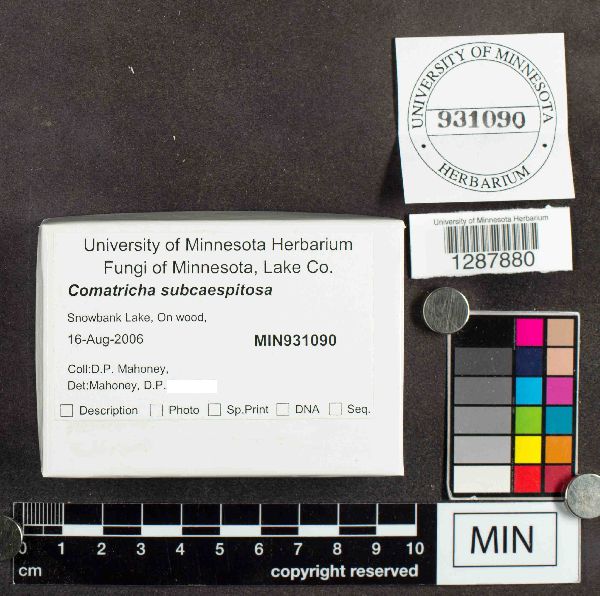 UNIVERSITY OF MINNESOTA
931090
HERBARIUM
University of Minnesota Herbarium
1287880
University of Minnesota Herbarium
Fungi of Minnesota, Lake Co.
Comatricha subcaespitosa
Snowbank Lake, On wood,
16-Aug-2006 MIN931090
Coll:D.P. Mahoney,
Det:Mahoney, D.P.
Description Photo Sp.Print DNA Seq.
0 1 2 3 4 5 6 7 8 9 10
cm copyright reserved
MIN